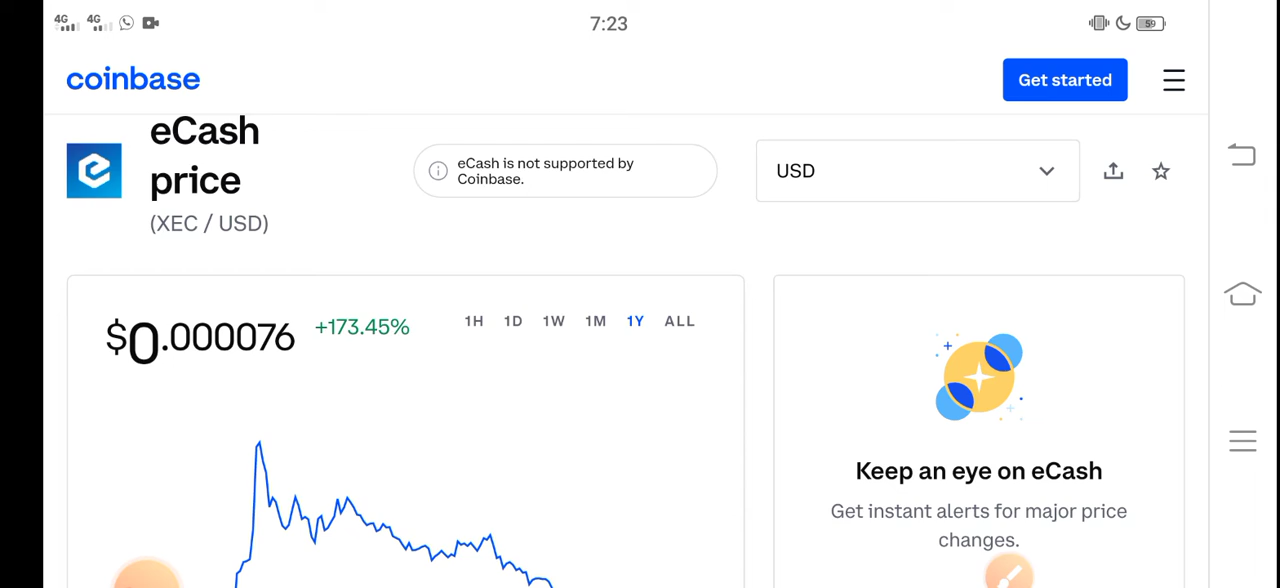 4G 4G 7:23 59
coinbase Get started
eCash
price
(XEC / USD)
eCash is not supported by
Coinbase.
USD
$0.000076 +173.45% 1H 1D 1W 1M 1Y ALL
Keep an eye on eCash
Get instant alerts for major price
changes.